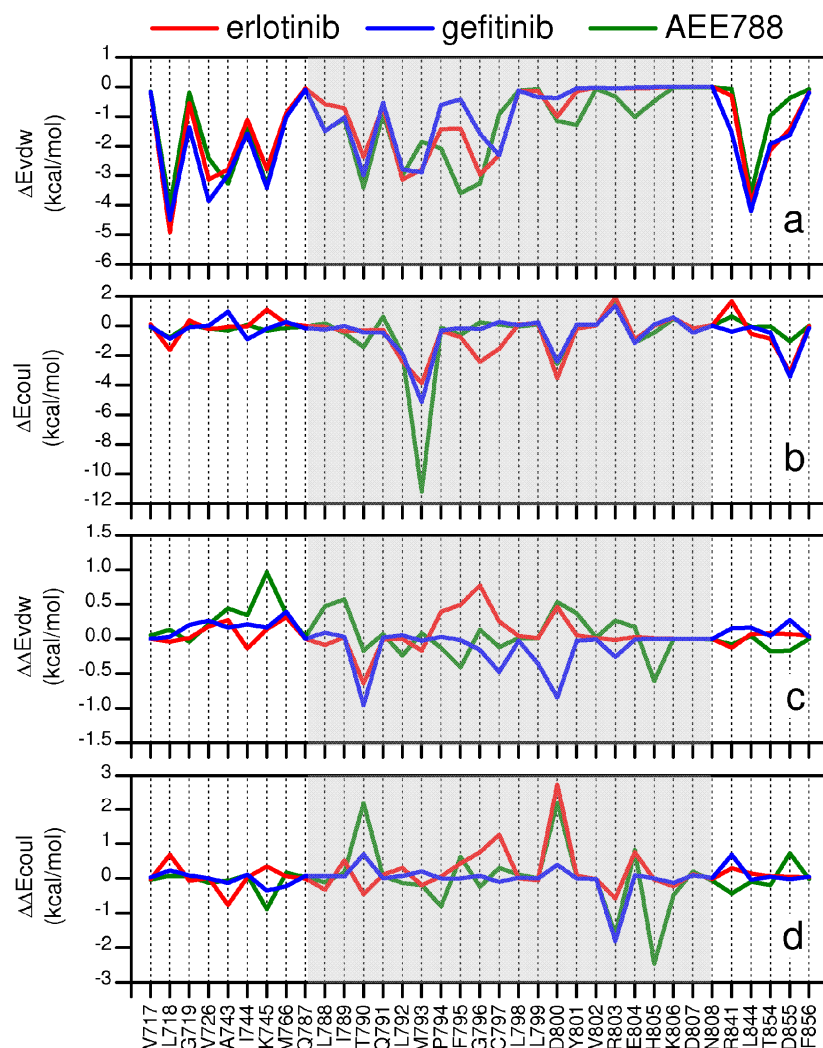 erlotinib gefitinib AEE788
1
0
-1
-2
-3
-4
-5
-6
ΔEvdw
(kcal/mol)
a
2
0
-2
-4
-6
-8
-10
-12
ΔEcoul
(kcal/mol)
b
1.5
1.0
0.5
0.0
-0.5
-1.0
-1.5
ΔΔEvdw
(kcal/mol)
c
3
2
1
0
-1
-2
-3
ΔΔEcoul
(kcal/mol)
d
V717
L718
G719
V726
A743
I744
K745
M766
Q787
L788
I789
T790
Q791
L792
M793
P794
F795
G796
C797
L798
L799
D800
Y801
V802
R803
E804
H805
K806
D807
N808
R841
L844
T854
D855
F856